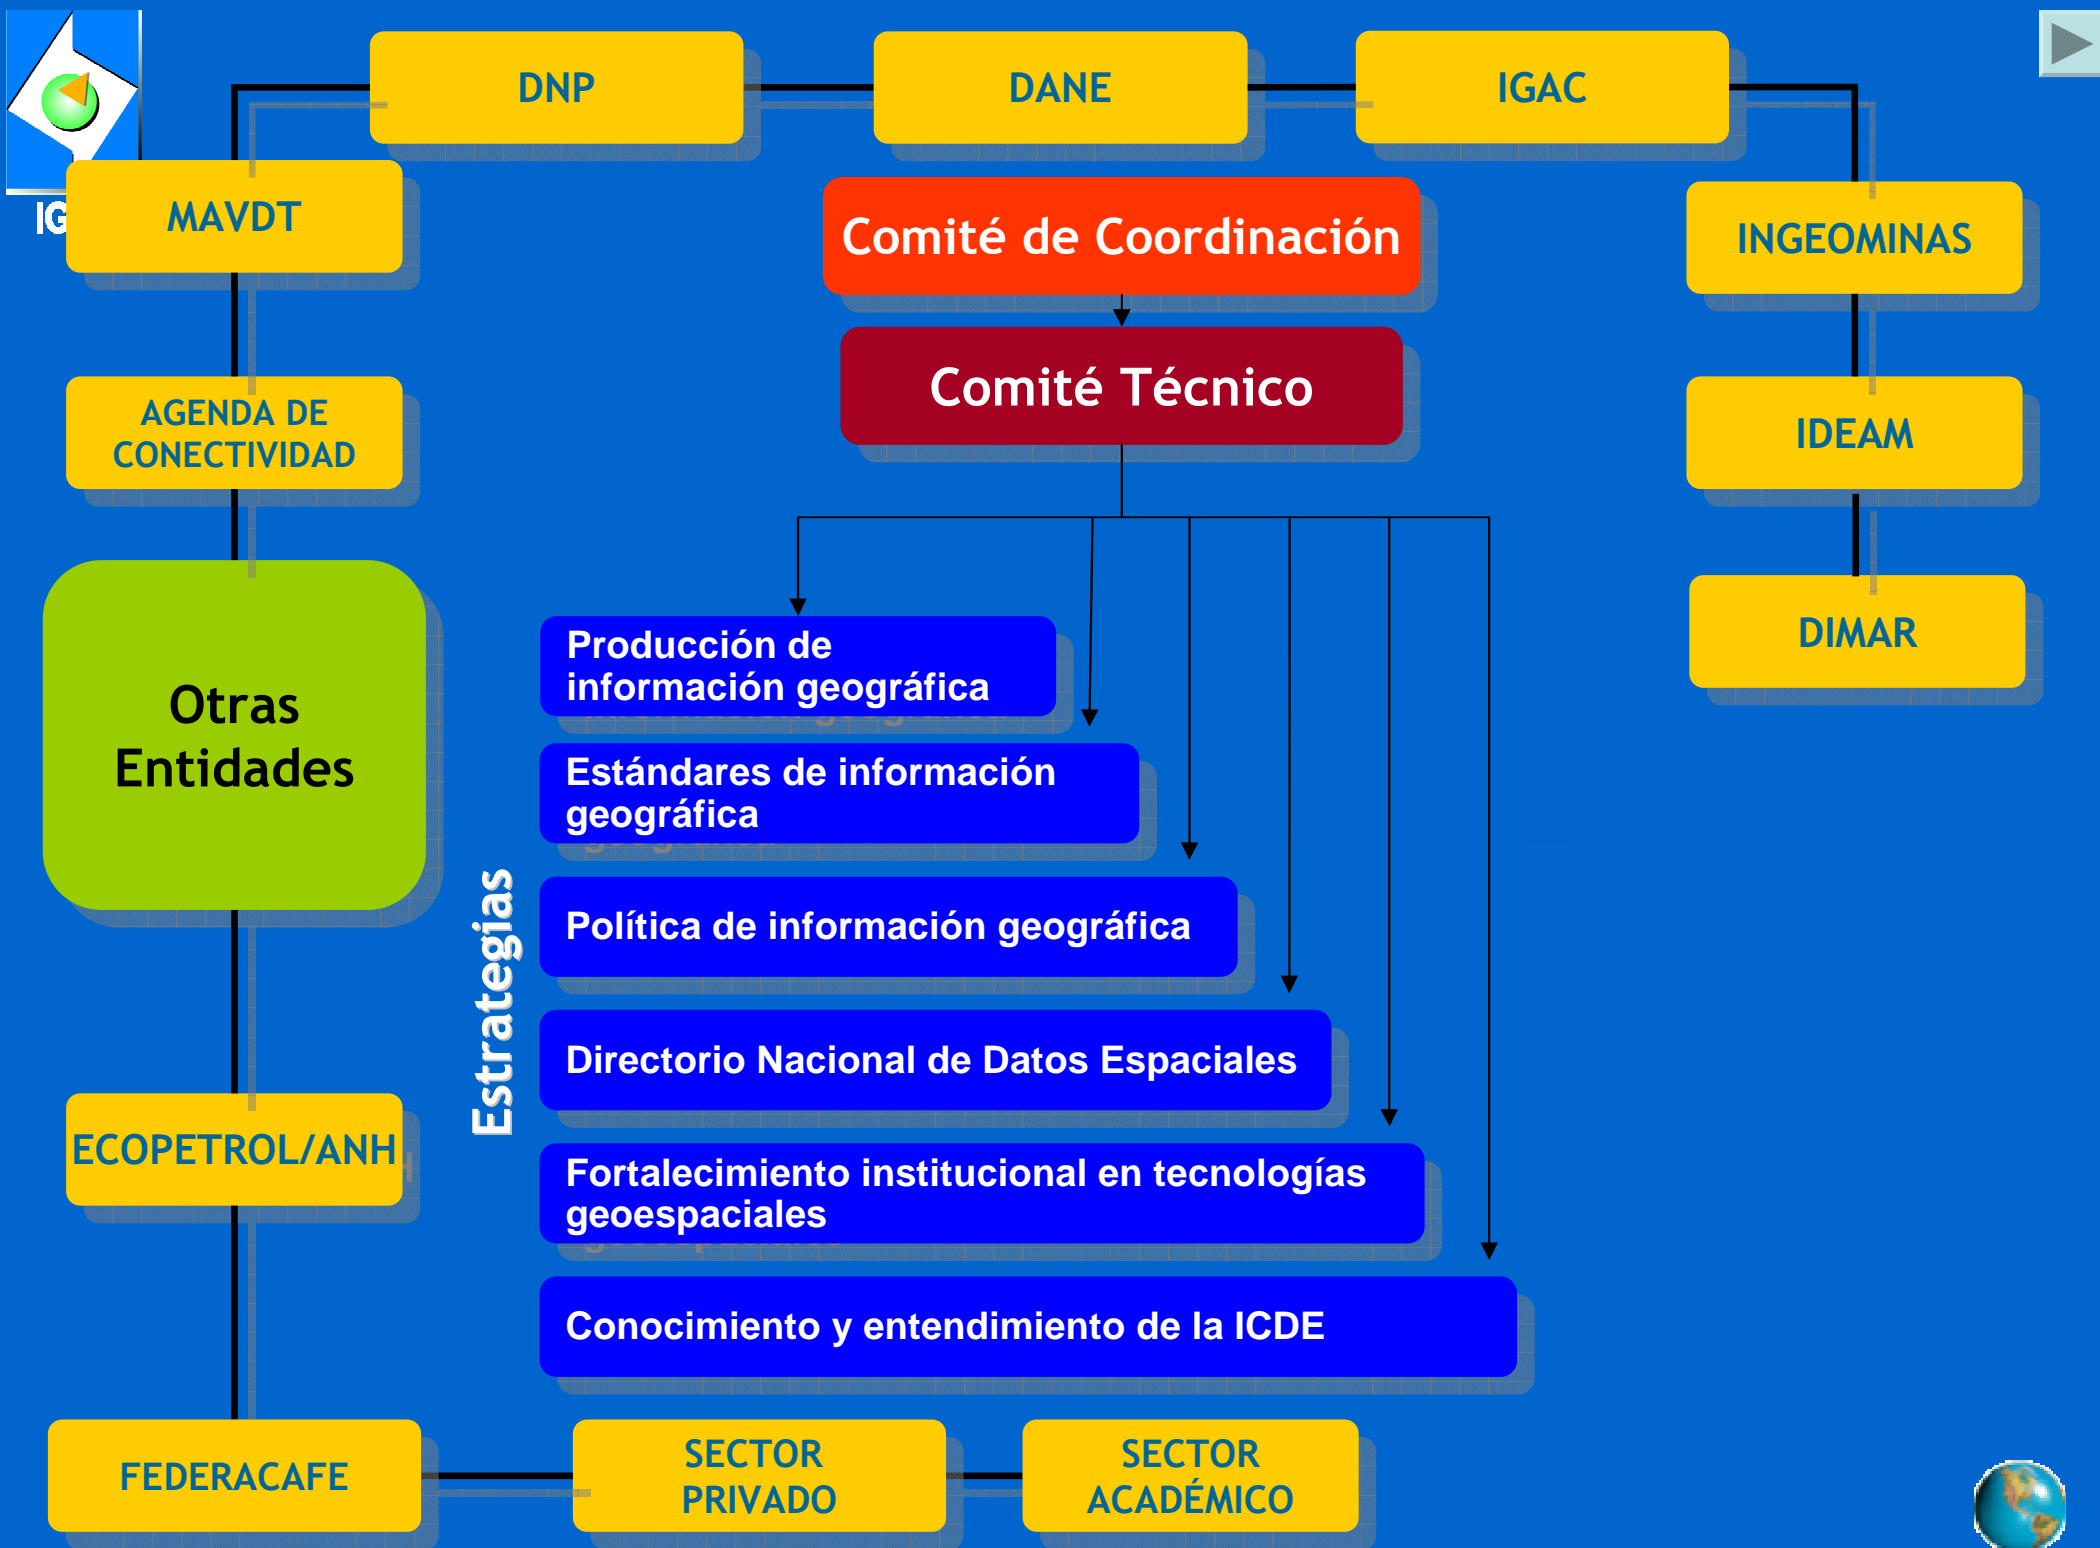 DNP
DANE
IGAC
IG
MAVDT
Comité de Coordinación
INGEOMINAS
Comité Técnico
AGENDA DE
CONECTIVIDAD
IDEAM
DIMAR
Otras
Entidades
Estrategias
Producción de
información geográfica
Estándares de información
geográfica
Política de información geográfica
Directorio Nacional de Datos Espaciales
Fortalecimiento institucional en tecnologías
geoespaciales
Conocimiento y entendimiento de la ICDE
ECOPETROL/ANH
FEDERACAFE
SECTOR
PRIVADO
SECTOR
ACADÉMICO